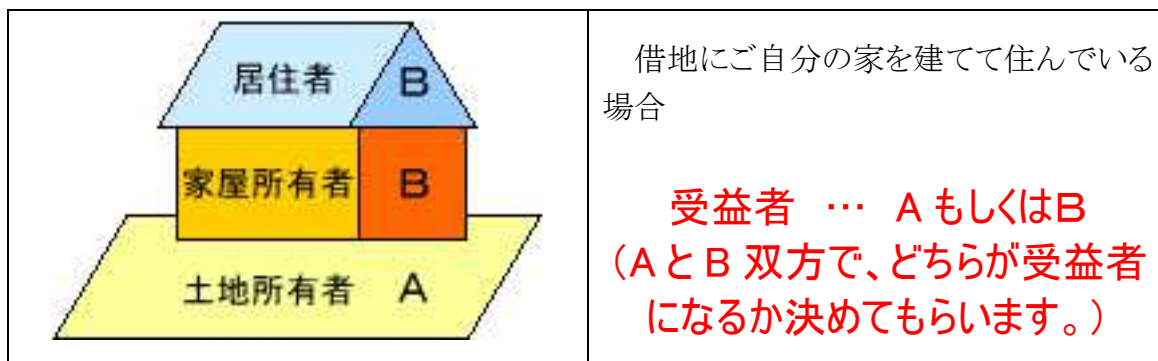 居住者 B
家屋所有者 B
土地所有者 A
借地にご自分の家を建てて住んでいる
場合
受益者 … AもしくはB
(AとB 双方で、どちらが受益者
になるか決めてもらいます。)